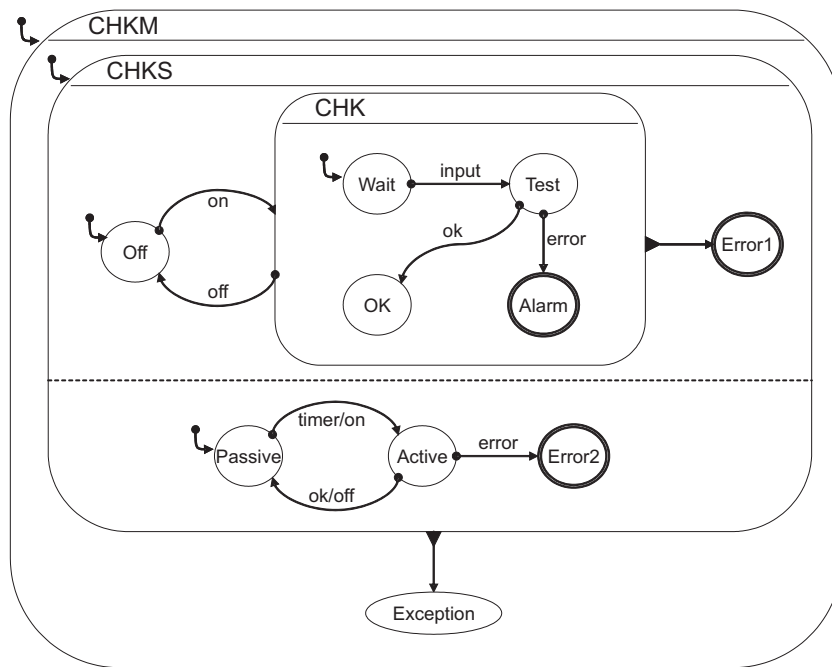 CHKM
CHKS
CHK
Wait
input
Test
on
Off
off
ok
error
Error1
OK
Alarm
timer/on
Passive
Active
error
Error2
ok/off
Exception